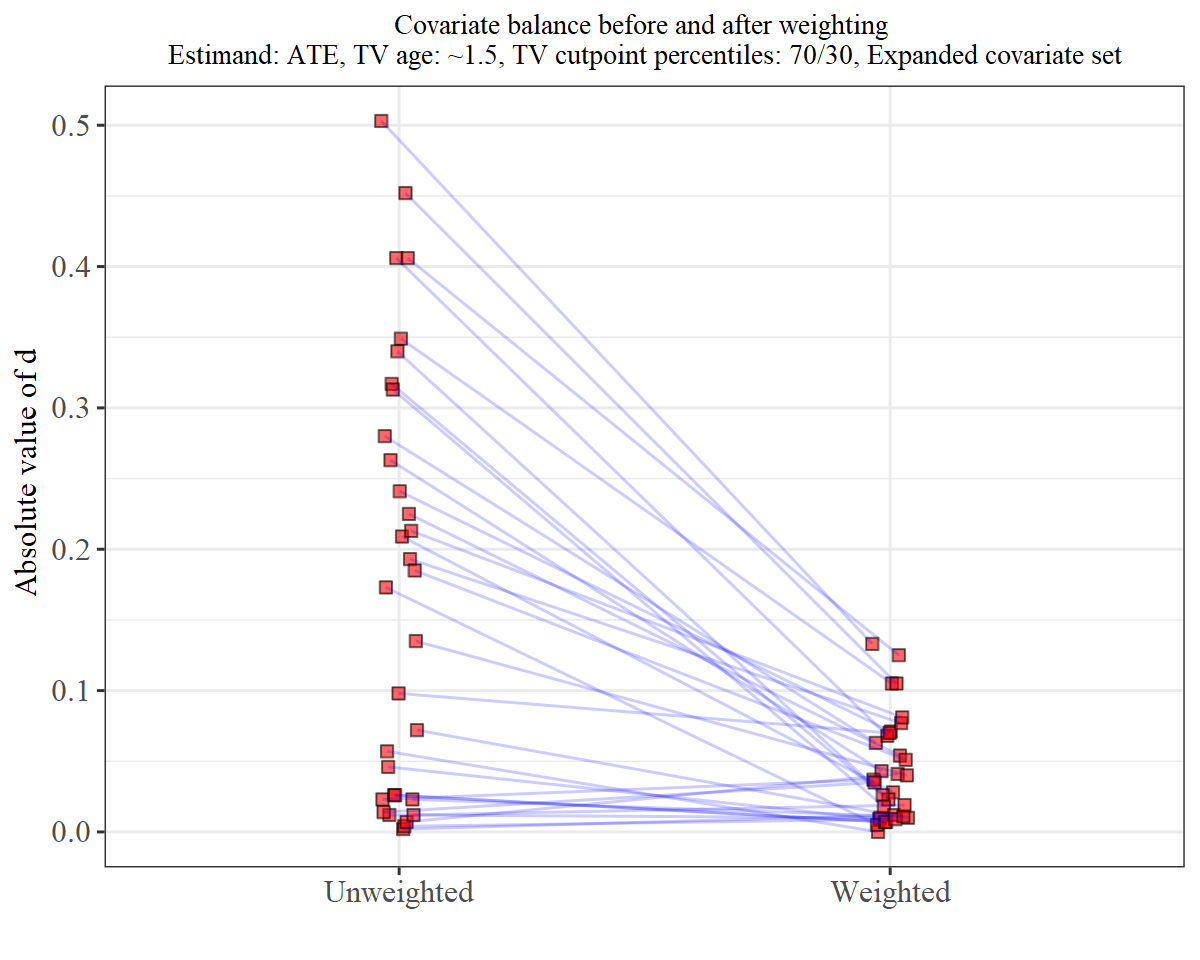 Covariate balance before and after weighting
Estimand: ATE, TV age: ~1.5, TV cutpoint percentiles: 70/30, Expanded covariate set
Absolute value of d
0.5
0.4
0.3
0.2
0.1
0.0
Unweighted
Weighted